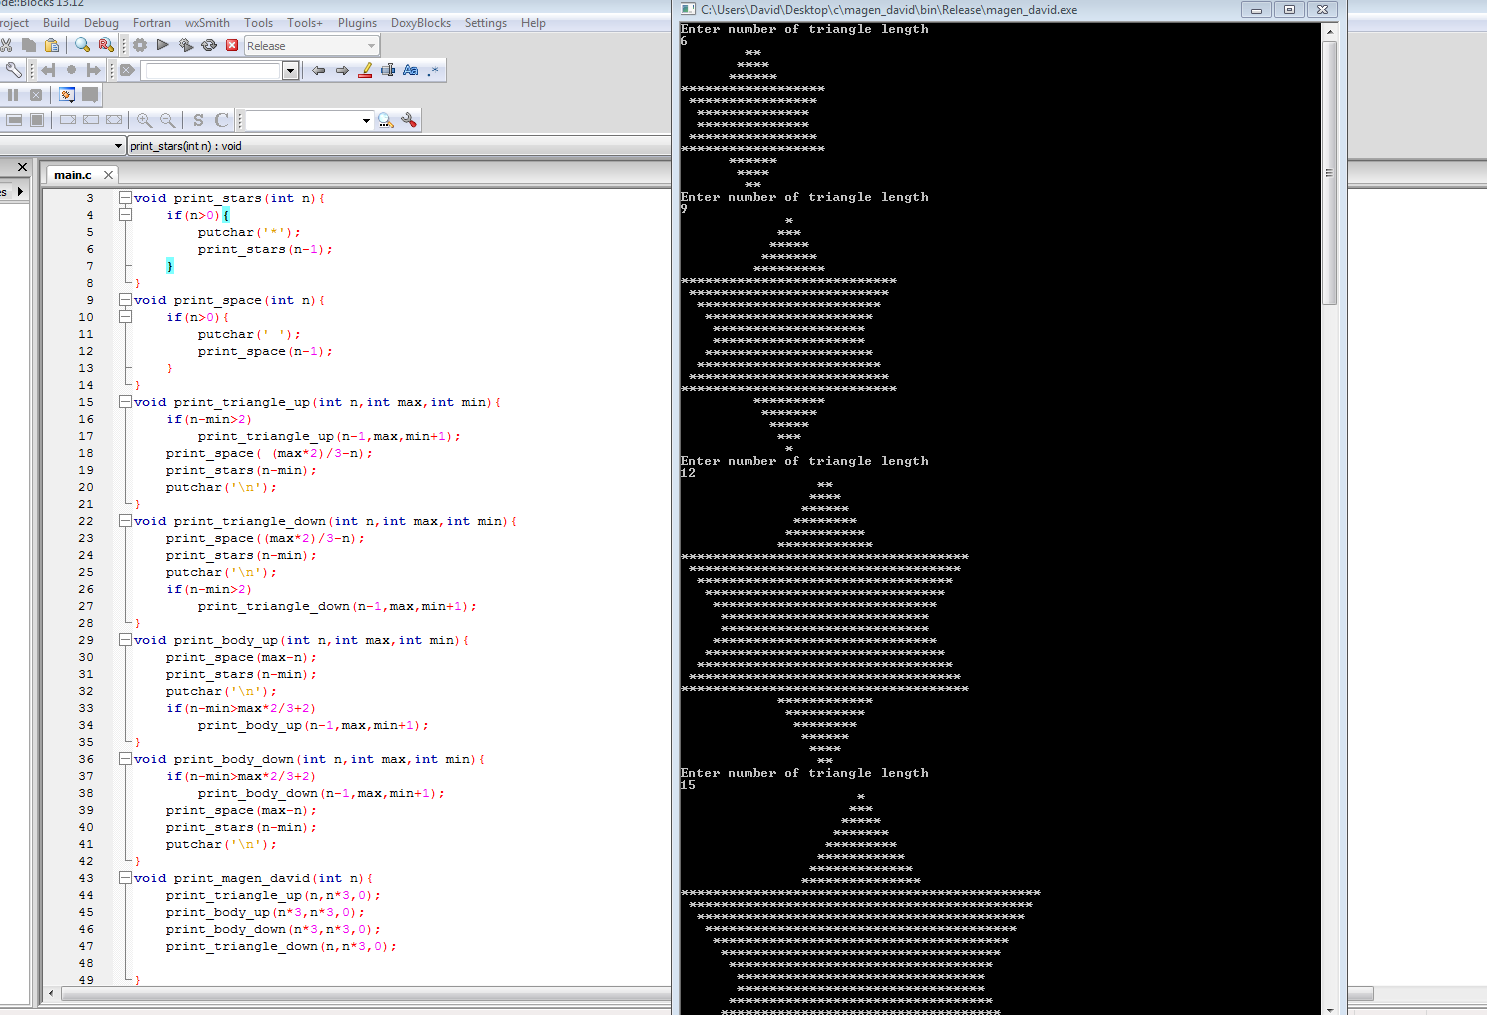 ode::Blocks 13.12
roject Build Debug Fortran wxSmith Tools Tools+ Plugins DoxyBlocks Settings Help
Release
Aa .*
S C
print_stars(int n) : void
es
main.c
3 void print_stars(int n){
4 if(n>0){
5 putchar('*');
6 print_stars(n-1);
7 }
8 }
9 void print_space(int n){
10 if(n>0){
11 putchar(' ');
12 print_space(n-1);
13 }
14 }
15 void print_triangle_up(int n,int max,int min){
16 if(n-min>2)
17 print_triangle_up(n-1,max,min+1);
18 print_space( (max*2)/3-n);
19 print_stars(n-min);
20 putchar('\n');
21 }
22 void print_triangle_down(int n,int max,int min){
23 print_space((max*2)/3-n);
24 print_stars(n-min);
25 putchar('\n');
26 if(n-min>2)
27 print_triangle_down(n-1,max,min+1);
28 }
29 void print_body_up(int n,int max,int min){
30 print_space(max-n);
31 print_stars(n-min);
32 putchar('\n');
33 if(n-min>max*2/3+2)
34 print_body_up(n-1,max,min+1);
35 }
36 void print_body_down(int n,int max,int min){
37 if(n-min>max*2/3+2)
38 print_body_down(n-1,max,min+1);
39 print_space(max-n);
40 print_stars(n-min);
41 putchar('\n');
42 }
43 void print_magen_david(int n){
44 print_triangle_up(n,n*3,0);
45 print_body_up(n*3,n*3,0);
46 print_body_down(n*3,n*3,0);
47 print_triangle_down(n,n*3,0);
48
49 }
C:\Users\David\Desktop\c\magen_david\bin\Release\magen_david.exe
Enter number of triangle length
6
        **
       ****
      ******
******************
 ****************
  **************
  **************
 ****************
******************
      ******
       ****
        **
Enter number of triangle length
9
             *
            ***
           *****
          *******
         *********
***************************
 *************************
  ***********************
   *********************
    *******************
    *******************
   *********************
  ***********************
 *************************
***************************
         *********
          *******
           *****
            ***
             *
Enter number of triangle length
12
                 **
                ****
               ******
              ********
             **********
            ************
************************************
 **********************************
  ********************************
   ******************************
    ****************************
     **************************
     **************************
    ****************************
   ******************************
  ********************************
 **********************************
************************************
            ************
             **********
              ********
               ******
                ****
                 **
Enter number of triangle length
15
                      *
                     ***
                    *****
                   *******
                  *********
                 ***********
                *************
               ***************
*********************************************
 *******************************************
  *****************************************
   ***************************************
    *************************************
     ***********************************
      *********************************
       *******************************
       *******************************
      *********************************
     ***********************************